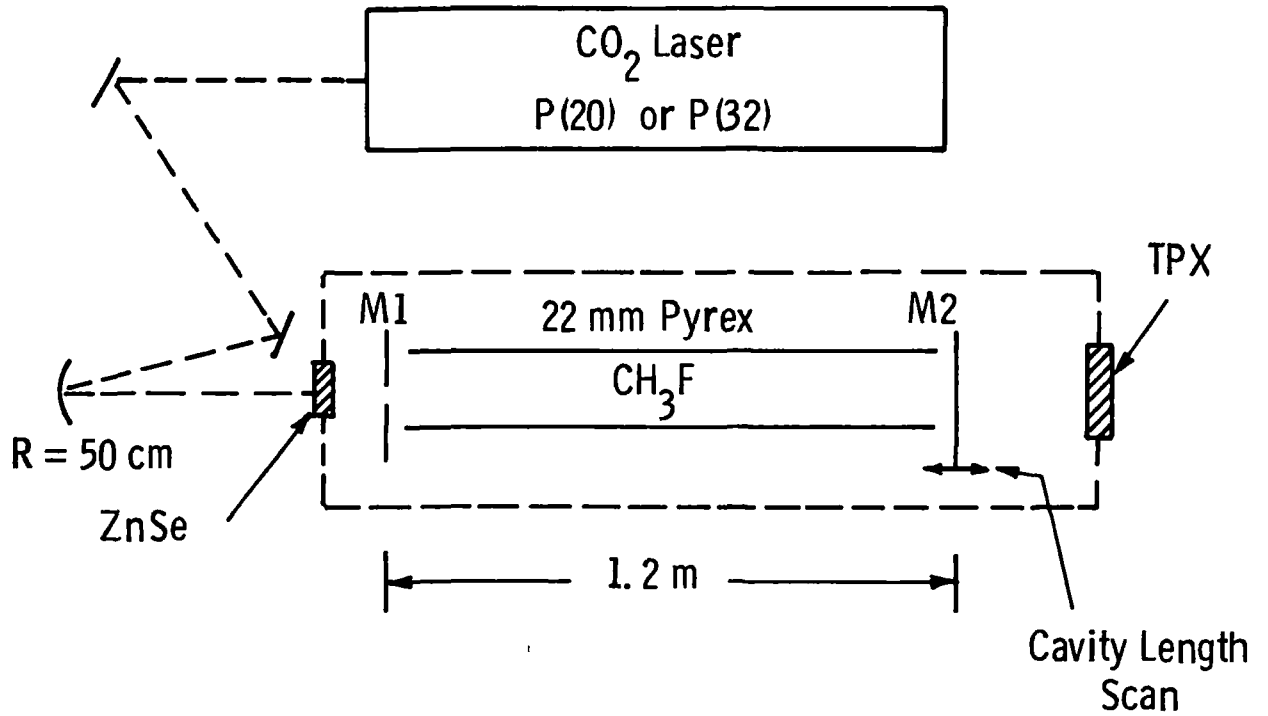 CO2 Laser
P(20) or P(32)
TPX
M1
22 mm Pyrex
M2
CH3F
R = 50 cm
ZnSe
1.2 m
Cavity Length
Scan